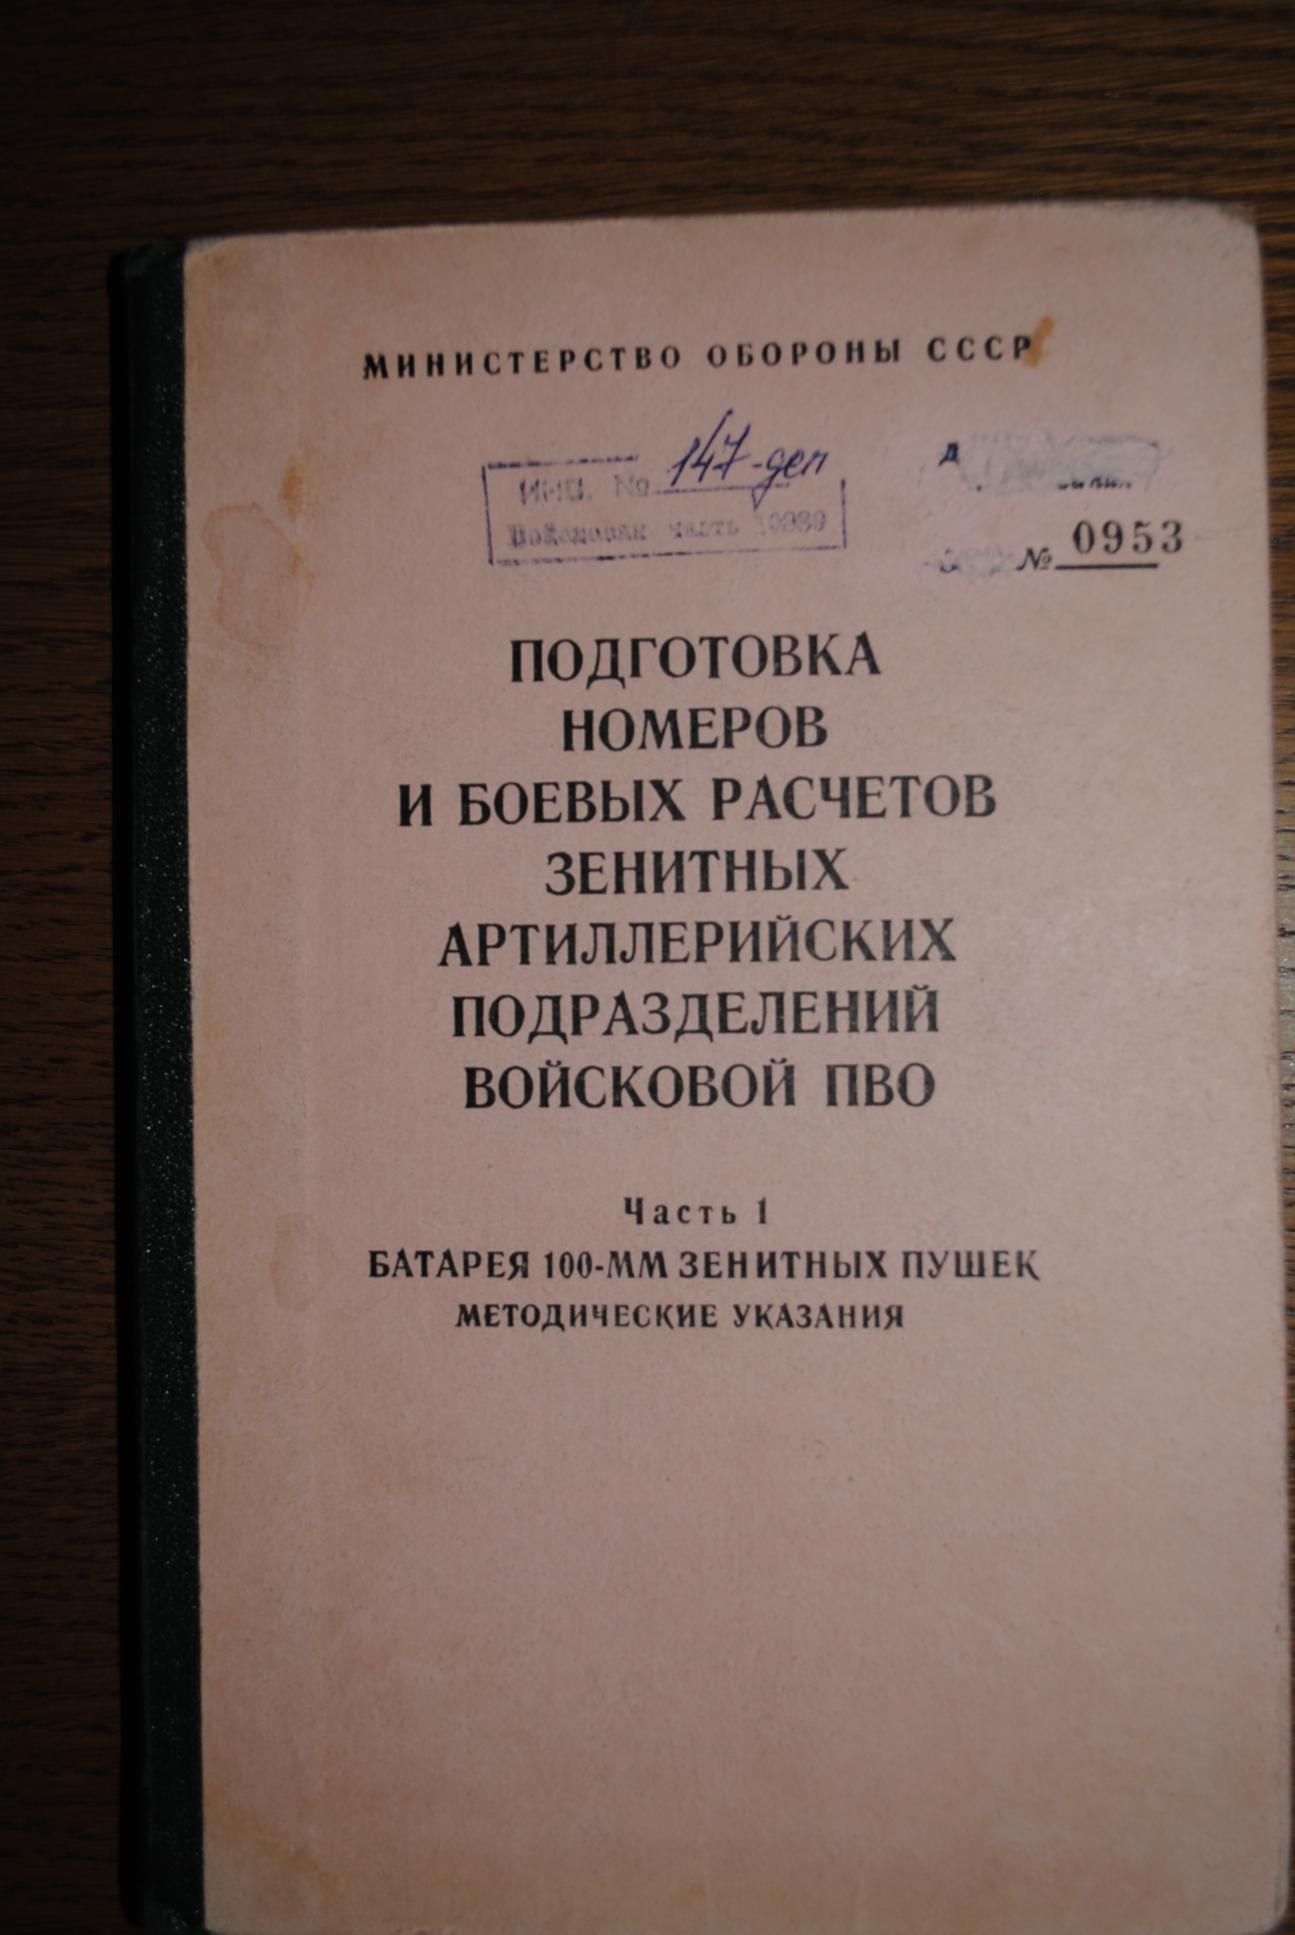 МИНИСТЕРСТВО ОБОРОНЫ СССР
ИНВ. № 147-деп
Войсковая часть
№ 0953
ПОДГОТОВКА
НОМЕРОВ
И БОЕВЫХ РАСЧЕТОВ
ЗЕНИТНЫХ
АРТИЛЛЕРИЙСКИХ
ПОДРАЗДЕЛЕНИЙ
ВОЙСКОВОЙ ПВО
Часть 1
БАТАРЕЯ 100-ММ ЗЕНИТНЫХ ПУШЕК
МЕТОДИЧЕСКИЕ УКАЗАНИЯ